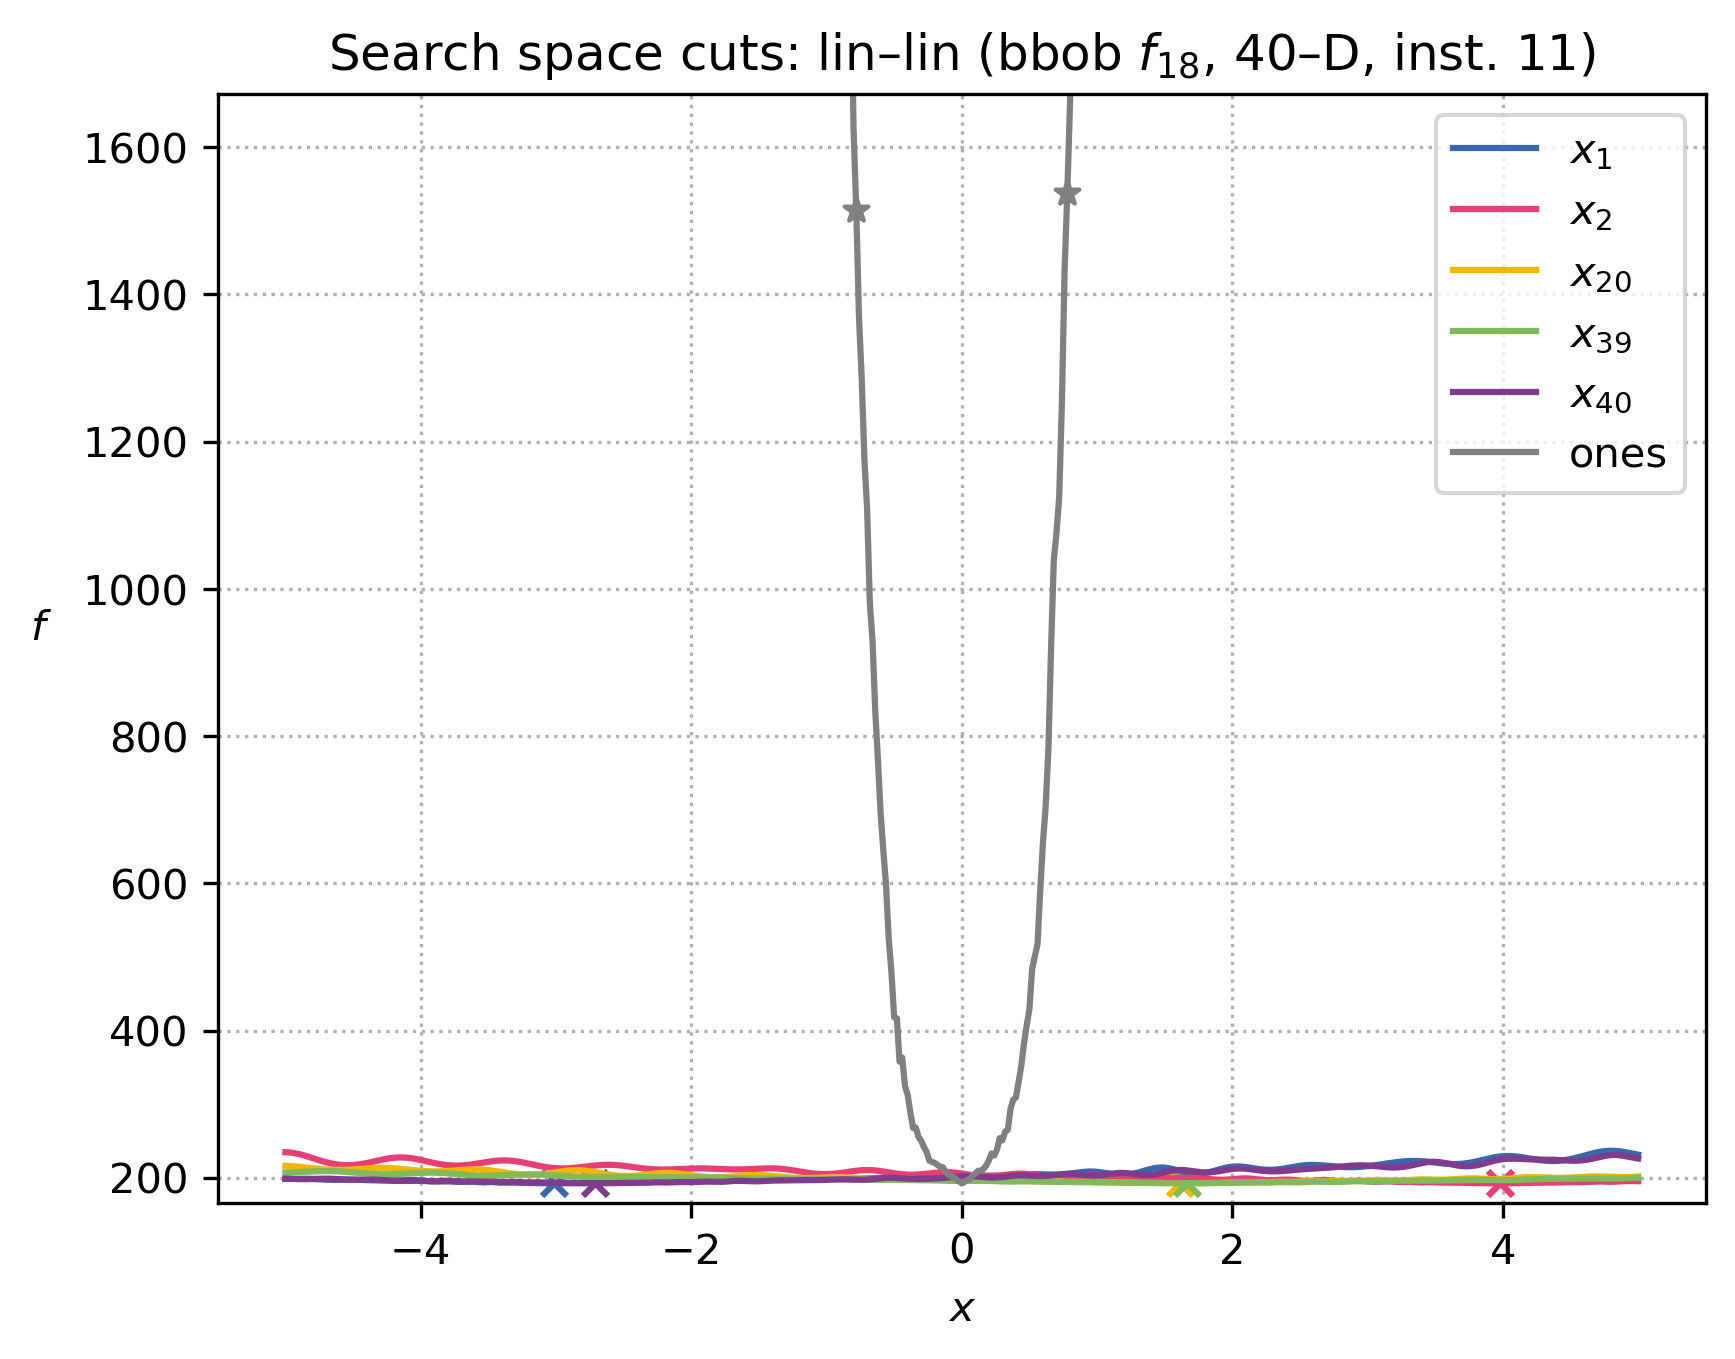 Search space cuts: lin–lin (bbob f₁₈, 40–D, inst. 11)
1600
1400
1200
1000
800
600
400
200
f
−4
−2
0
2
4
x
x₁
x₂
x₂₀
x₃₉
x₄₀
ones